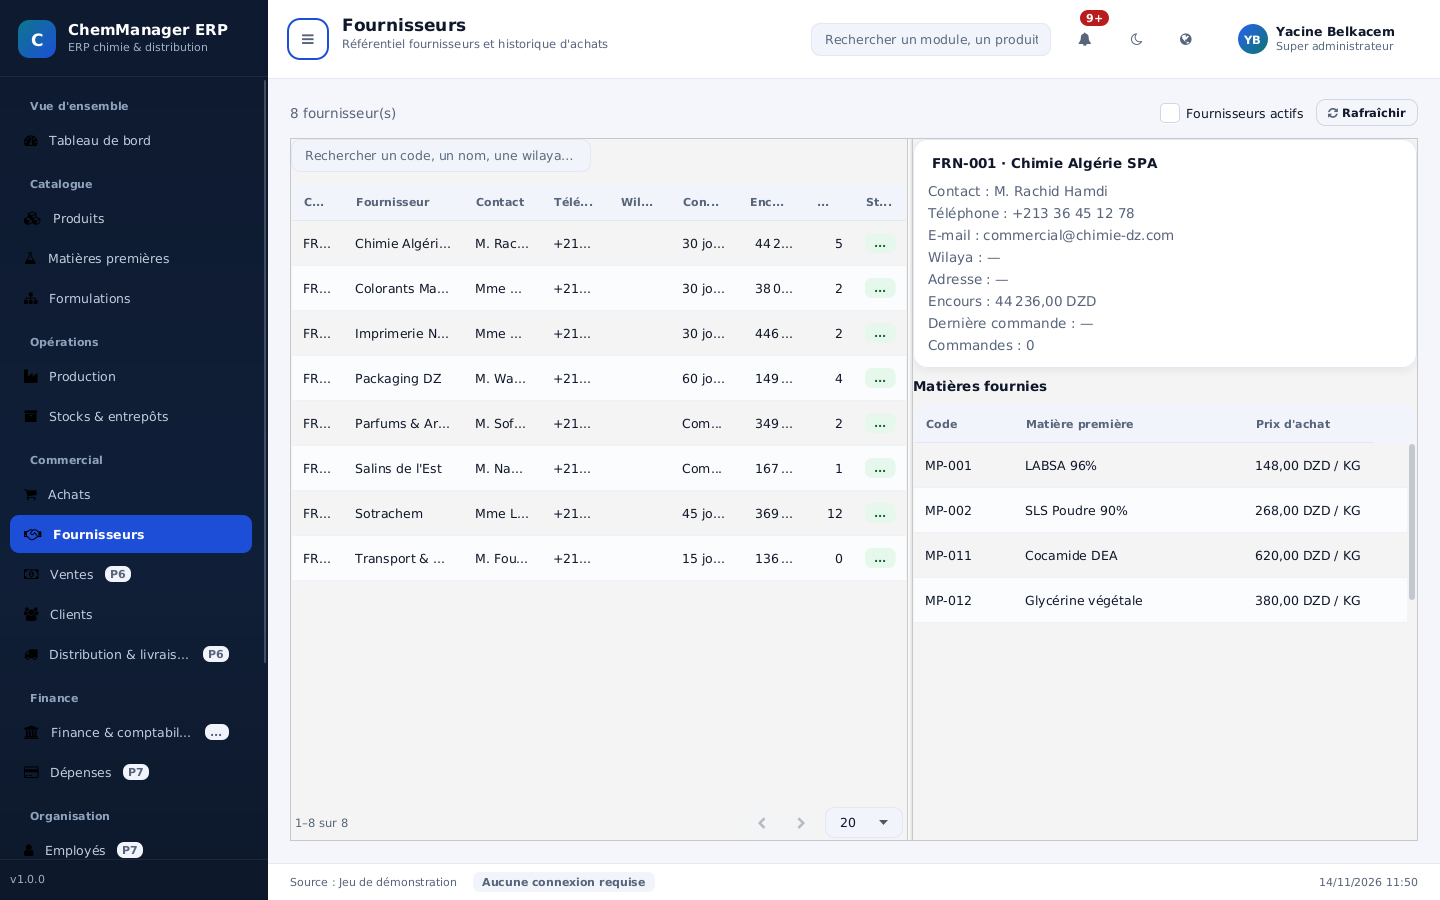 C
ChemManager ERP
ERP chimie & distribution
Vue d'ensemble
Tableau de bord
Catalogue
Produits
Matières premières
Formulations
Opérations
Production
Stocks & entrepôts
Commercial
Achats
Fournisseurs
Ventes P6
Clients
Distribution & livrais... P6
Finance
Finance & comptabil... ...
Dépenses P7
Organisation
Employés P7
v1.0.0
Fournisseurs
Référentiel fournisseurs et historique d'achats
Rechercher un module, un produit
9+
YB
Yacine Belkacem
Super administrateur
8 fournisseur(s)
Fournisseurs actifs
Rafraîchir
Rechercher un code, un nom, une wilaya...
C... Fournisseur Contact Télé... Wil... Con... Enc... ... St...
FR... Chimie Algéri... M. Rac... +21... 30 jo... 44 2... 5 ...
FR... Colorants Ma... Mme ... +21... 30 jo... 38 0... 2 ...
FR... Imprimerie N... Mme ... +21... 30 jo... 446 ... 2 ...
FR... Packaging DZ M. Wa... +21... 60 jo... 149 ... 4 ...
FR... Parfums & Ar... M. Sof... +21... Com... 349 ... 2 ...
FR... Salins de l'Est M. Na... +21... Com... 167 ... 1 ...
FR... Sotrachem Mme L... +21... 45 jo... 369 ... 12 ...
FR... Transport & ... M. Fou... +21... 15 jo... 136 ... 0 ...
1–8 sur 8
20
FRN-001 · Chimie Algérie SPA
Contact : M. Rachid Hamdi
Téléphone : +213 36 45 12 78
E-mail : commercial@chimie-dz.com
Wilaya : —
Adresse : —
Encours : 44 236,00 DZD
Dernière commande : —
Commandes : 0
Matières fournies
Code Matière première Prix d'achat
MP-001 LABSA 96% 148,00 DZD / KG
MP-002 SLS Poudre 90% 268,00 DZD / KG
MP-011 Cocamide DEA 620,00 DZD / KG
MP-012 Glycérine végétale 380,00 DZD / KG
Source : Jeu de démonstration
Aucune connexion requise
14/11/2026 11:50